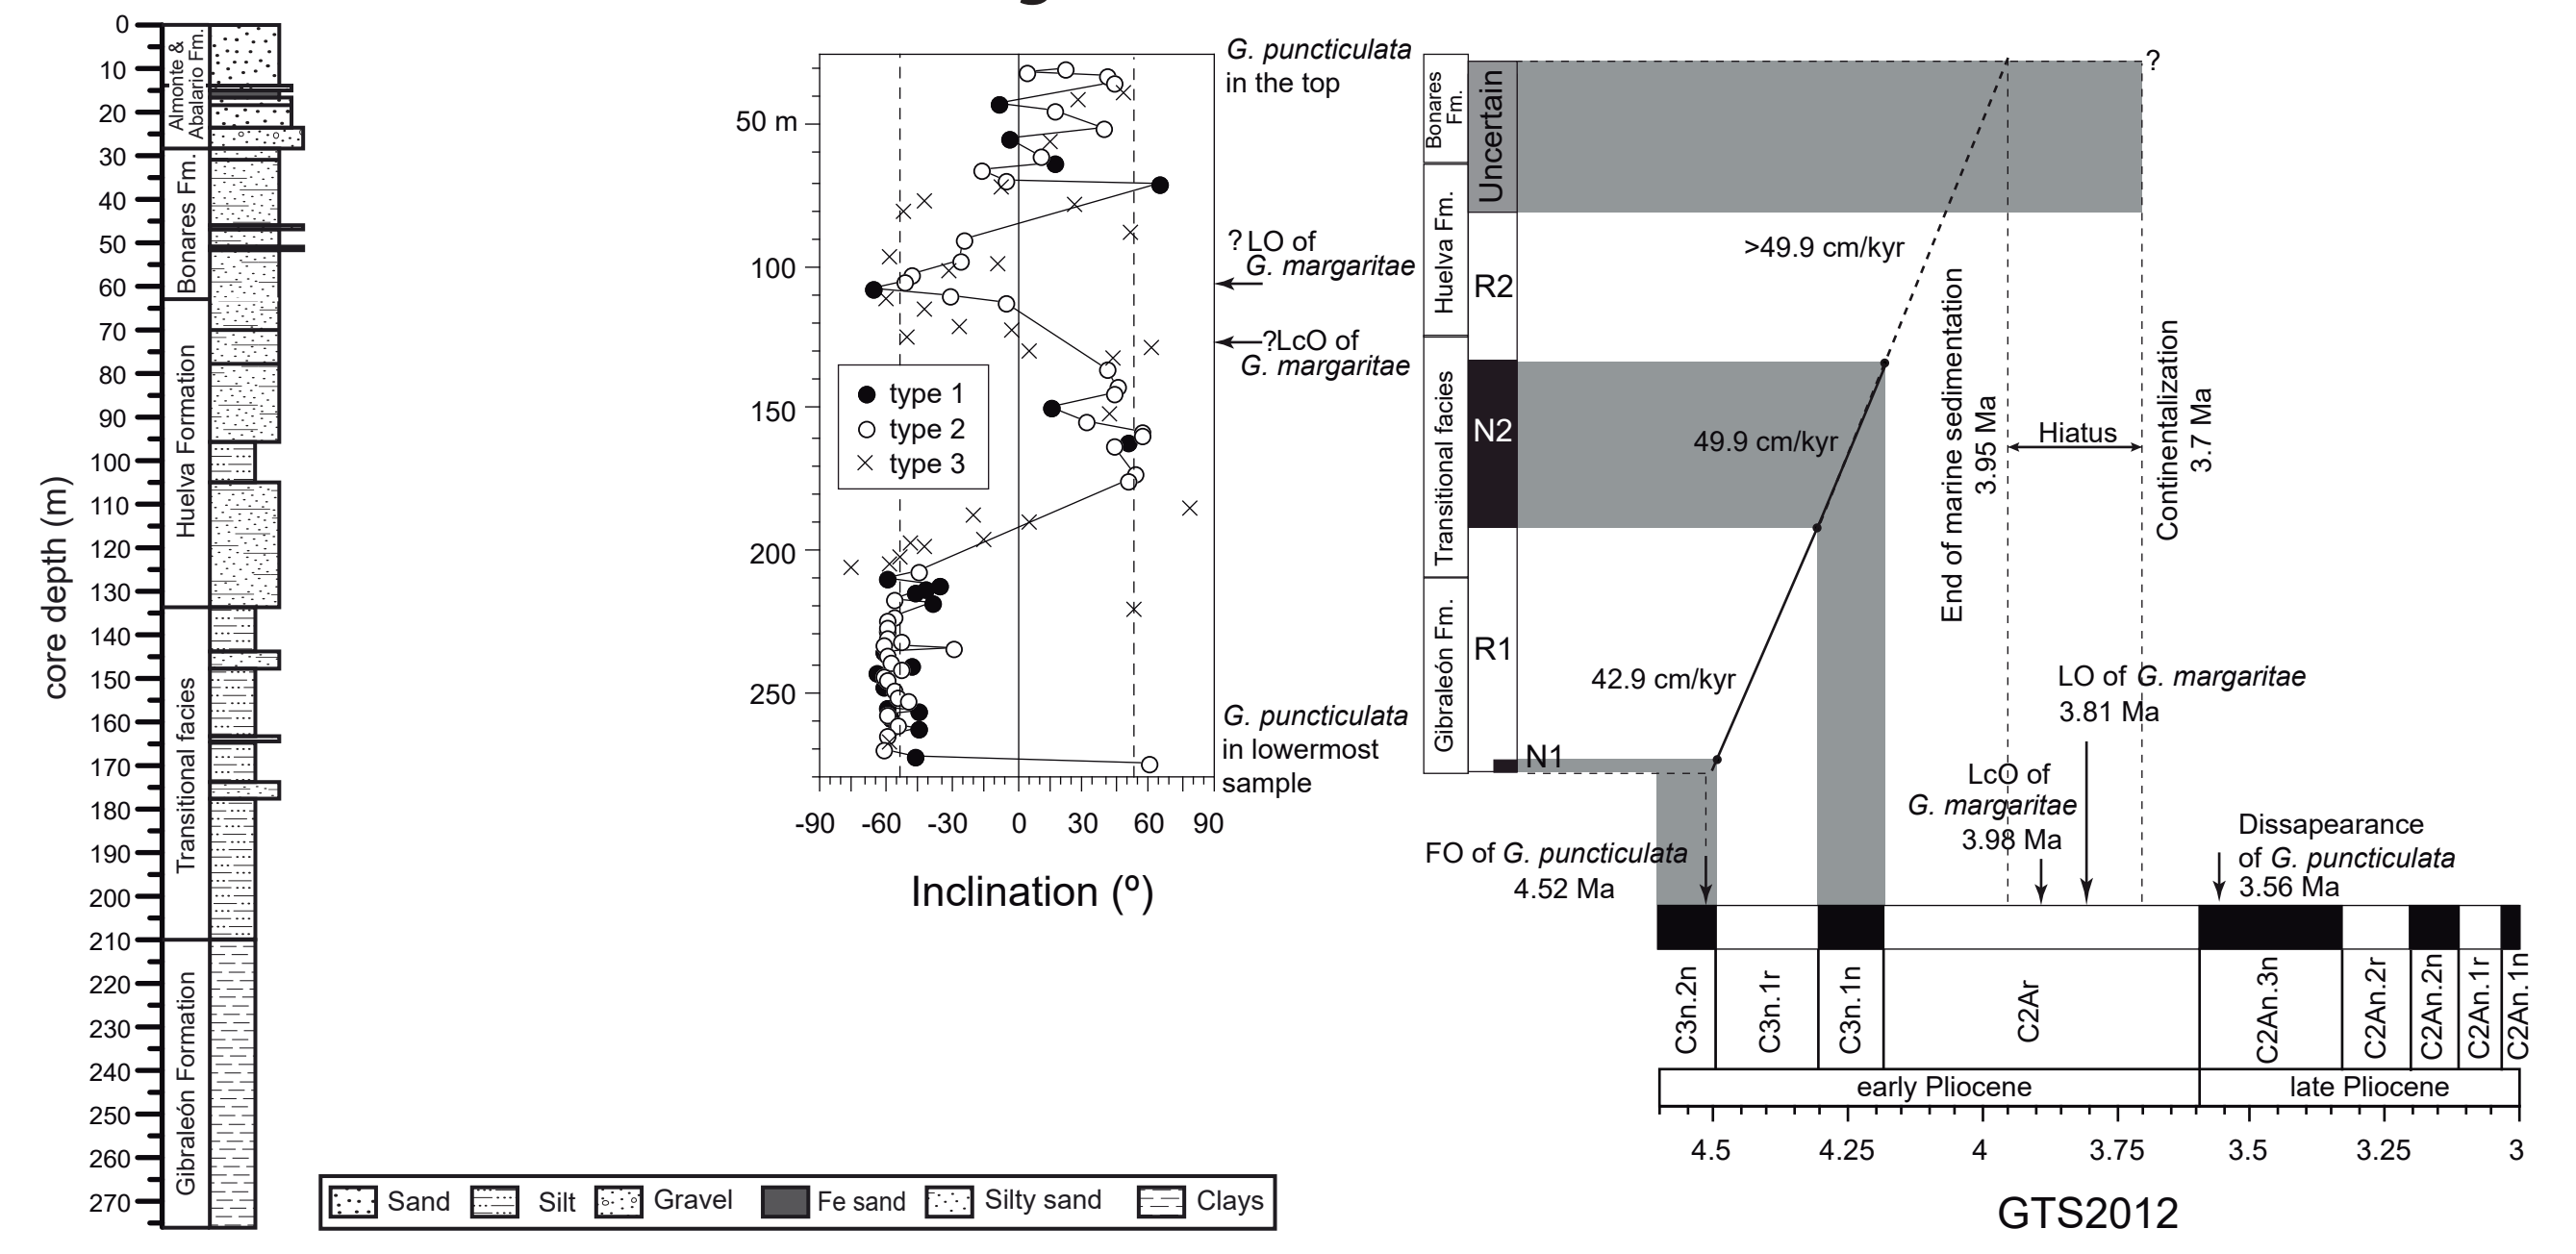 0
10
20
30
40
50
60
70
80
90
100
110
120
130
140
150
160
170
180
190
200
210
220
230
240
250
260
270
core depth (m)
Almonte &
Abalario Fm.
Bonares Fm.
Huelva Formation
Transitional facies
Gibraleón Formation
Sand
Silt
Gravel
Fe sand
Silty sand
Clays
50 m
100
150
200
250
type 1
type 2
type 3
-90
-60
-30
0
30
60
90
Inclination (º)
G. puncticulata
in the top
? LO of
G. margaritae
?LcO of
G. margaritae
G. puncticulata
in lowermost
sample
Bonares
Fm.
Huelva Fm.
Transitional facies
Gibraleón Fm.
Uncertain
R2
N2
R1
N1
?
>49.9 cm/kyr
49.9 cm/kyr
42.9 cm/kyr
End of marine sedimentation
3.95 Ma
Hiatus
Continentalization
3.7 Ma
LO of G. margaritae
3.81 Ma
LcO of
G. margaritae
3.98 Ma
FO of G. puncticulata
4.52 Ma
Dissapearance
of G. puncticulata
3.56 Ma
C3n.2n
C3n.1r
C3n.1n
C2Ar
C2An.3n
C2An.2r
C2An.2n
C2An.1r
C2An.1n
early Pliocene
late Pliocene
4.5
4.25
4
3.75
3.5
3.25
3
GTS2012